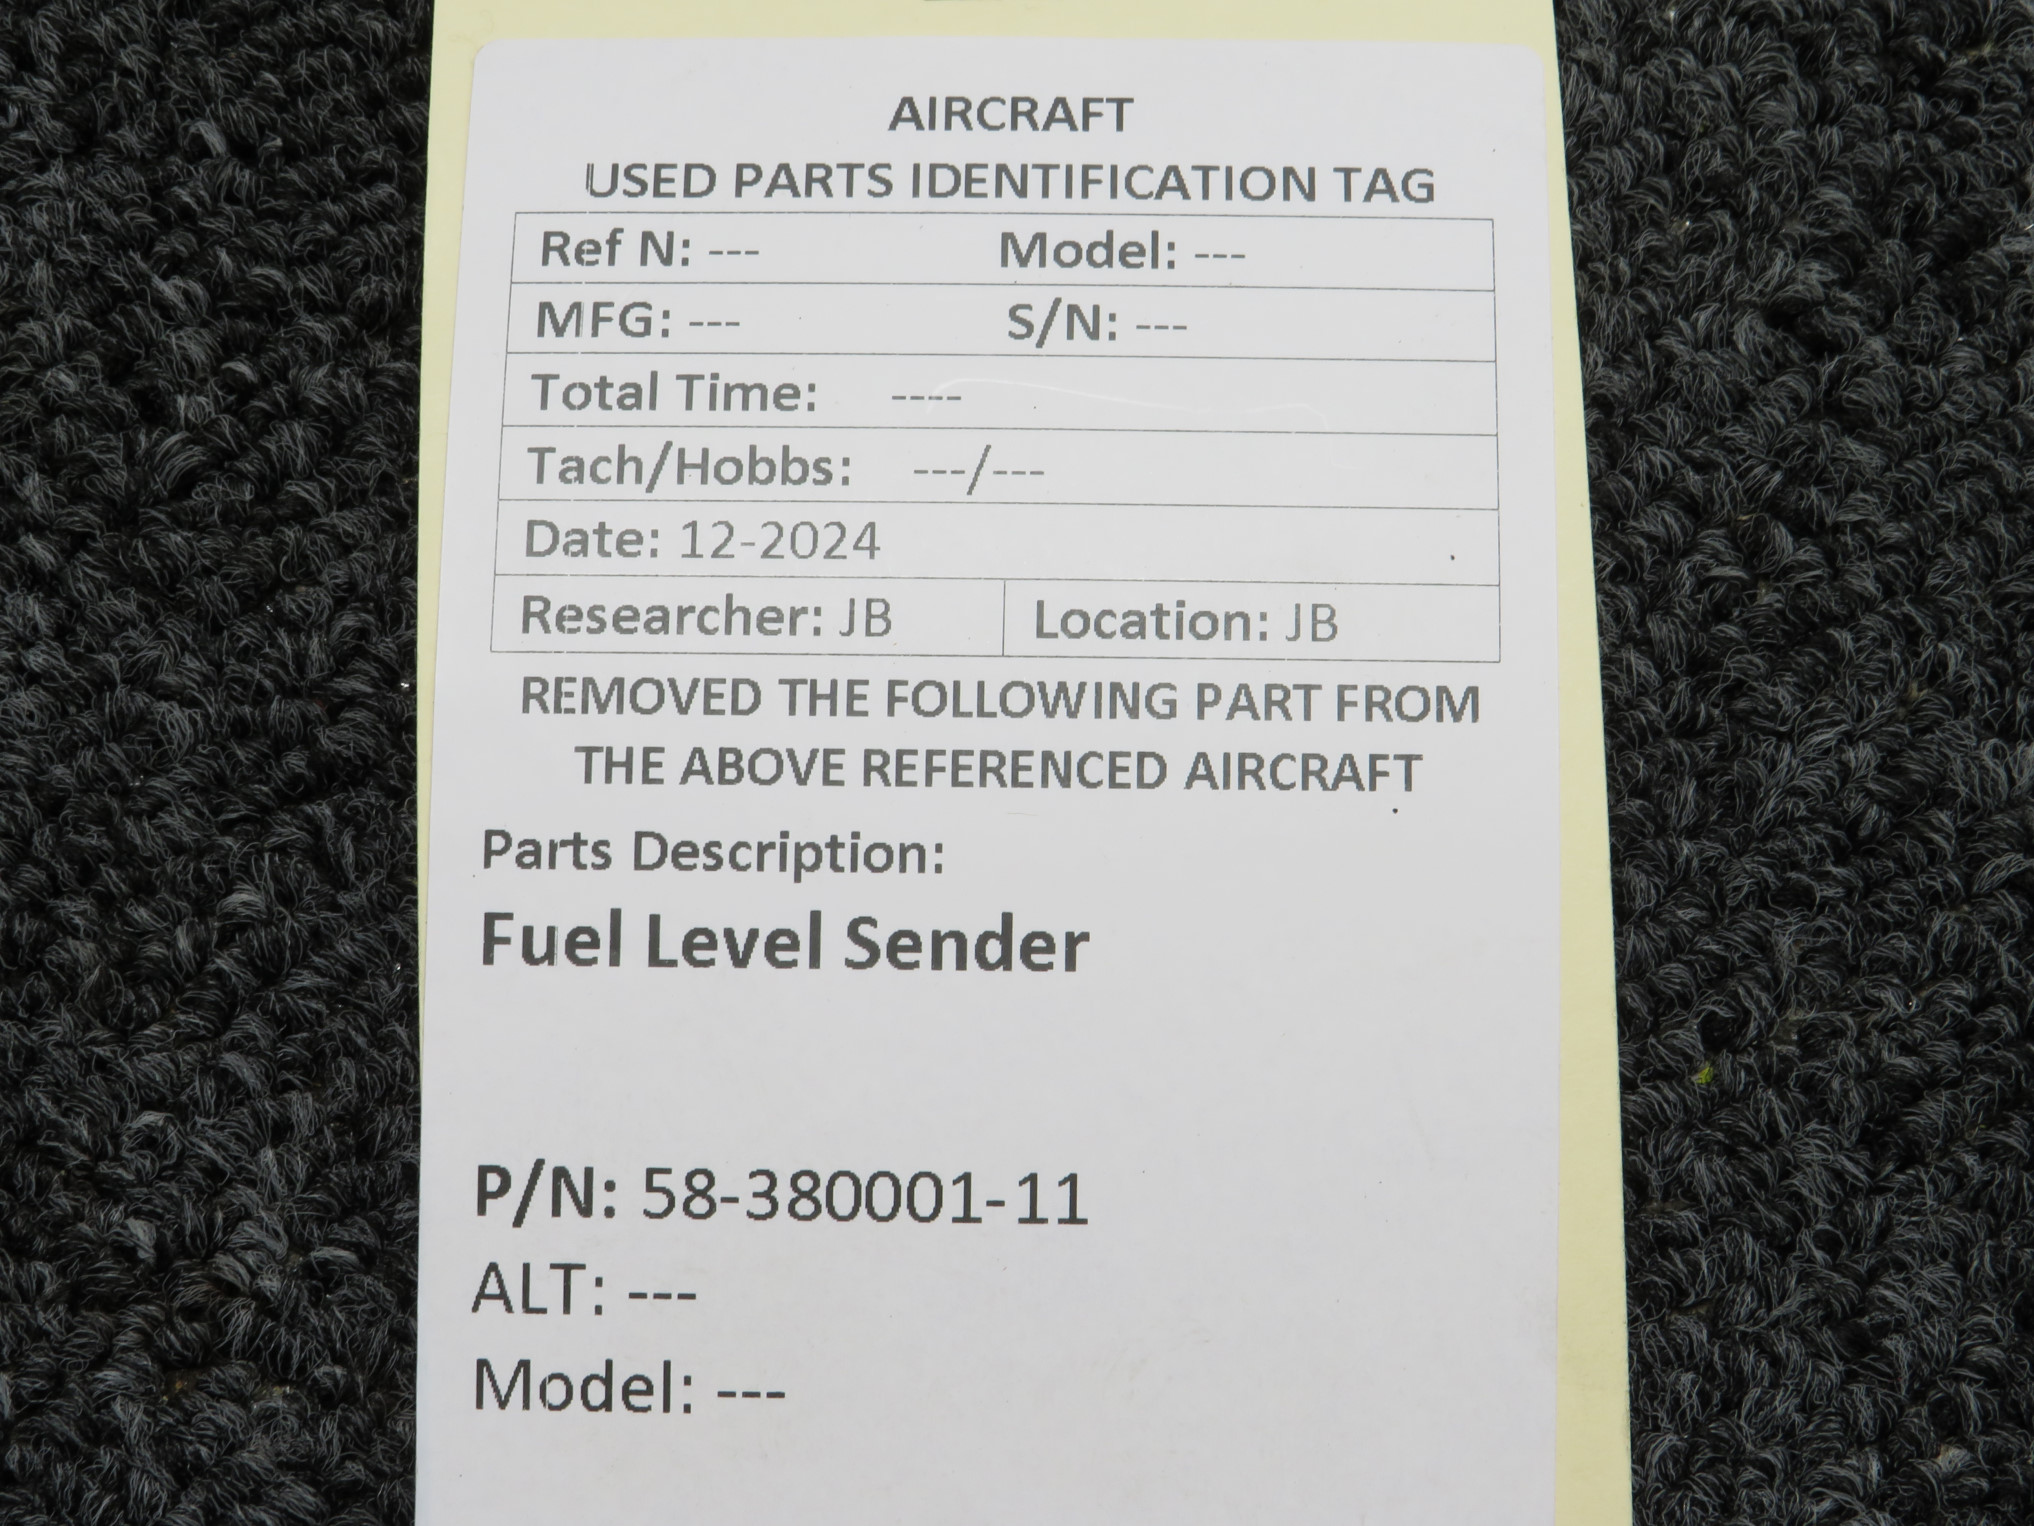 AIRCRAFT
USED PARTS IDENTIFICATION TAG
Ref N: --- Model: ---
MFG: --- S/N: ---
Total Time: ----
Tach/Hobbs: ---/---
Date: 12-2024
Researcher: JB Location: JB
REMOVED THE FOLLOWING PART FROM
THE ABOVE REFERENCED AIRCRAFT
Parts Description:
Fuel Level Sender
P/N: 58-380001-11
ALT: ---
Model: ---